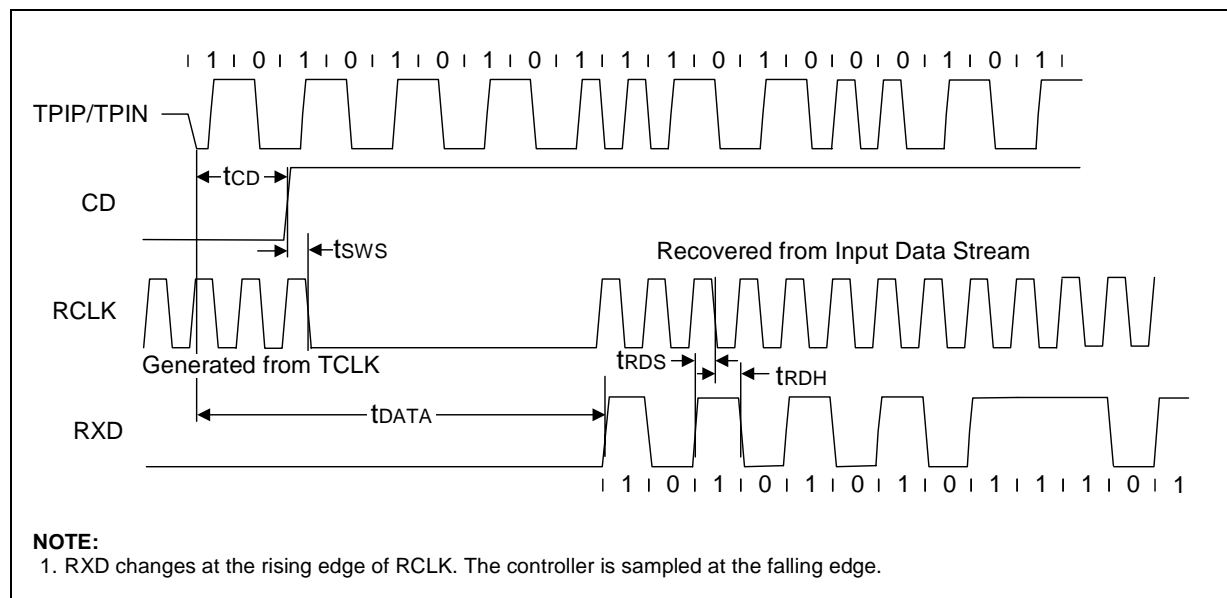 1 0 1 0 1 0 1 0 1 1 1 0 1 0 0 0 1 0 1
TPIP/TPIN
tCD
CD
tSWS
Recovered from Input Data Stream
RCLK
Generated from TCLK
tRDS
tRDH
tDATA
RXD
1 0 1 0 1 0 1 0 1 1 1 0 1
NOTE:
1. RXD changes at the rising edge of RCLK. The controller is sampled at the falling edge.